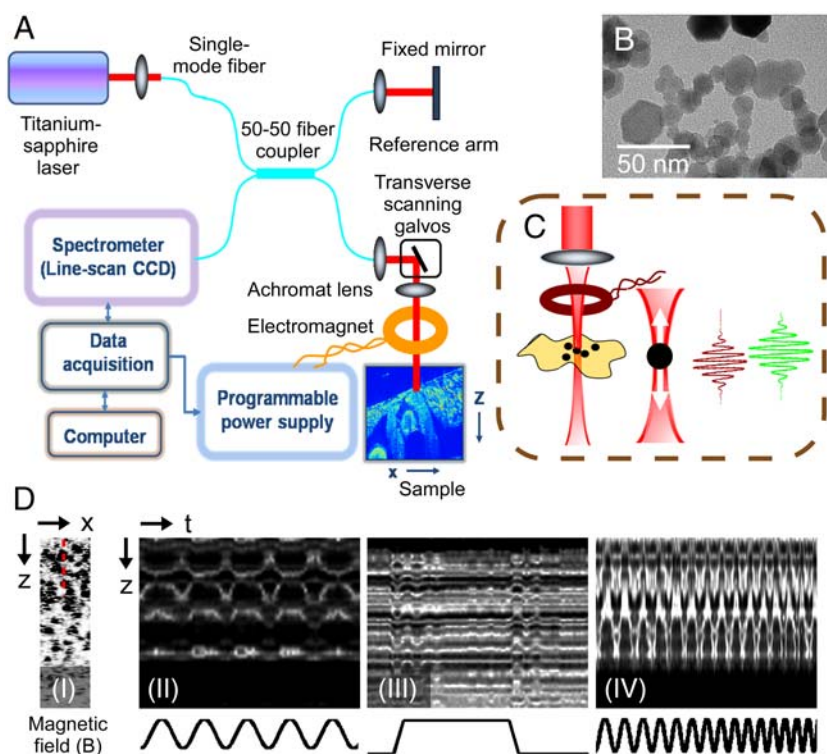 A
Single-
mode fiber
Fixed mirror
Titanium-
sapphire
laser
50-50 fiber
coupler
Reference arm
Transverse
scanning
galvos
Spectrometer
(Line-scan CCD)
Achromat lens
Electromagnet
Data
acquisition
Programmable
power supply
Computer
z
x
Sample
B
50 nm
C
D
x
z
(I)
t
z
(II)
(III)
(IV)
Magnetic
field (B)